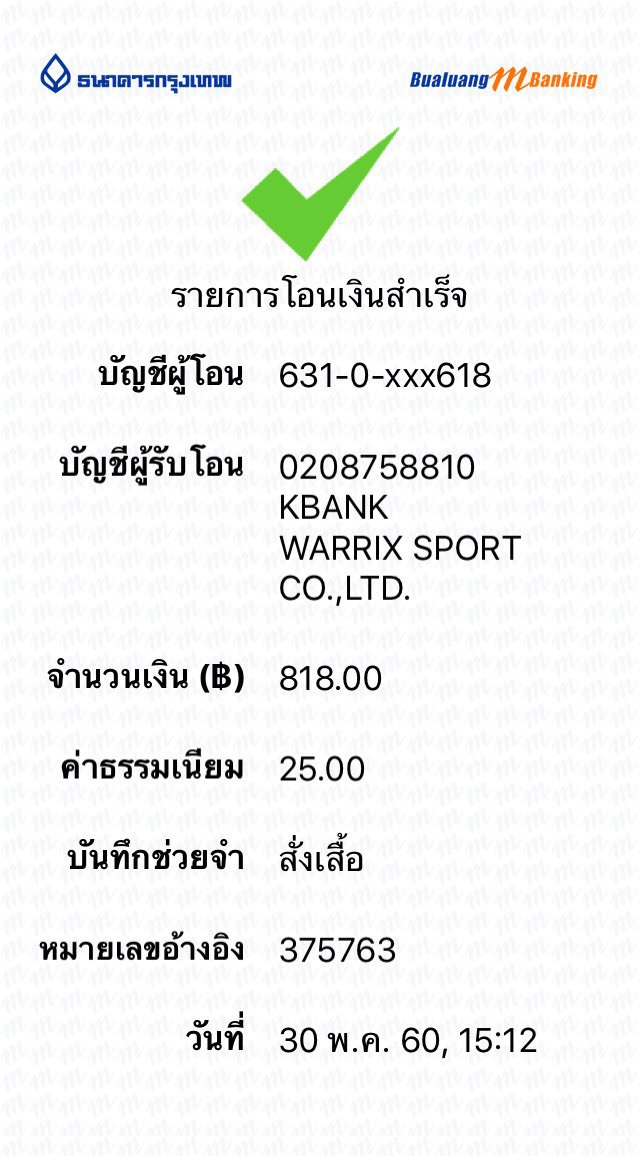 ธนาคารกรุงเทพ
Bualuang mBanking
รายการโอนเงินสำเร็จ
บัญชีผู้โอน 631-0-xxx618
บัญชีผู้รับโอน 0208758810
KBANK
WARRIX SPORT
CO.,LTD.
จำนวนเงิน (฿) 818.00
ค่าธรรมเนียม 25.00
บันทึกช่วยจำ สั่งเสื้อ
หมายเลขอ้างอิง 375763
วันที่ 30 พ.ค. 60, 15:12